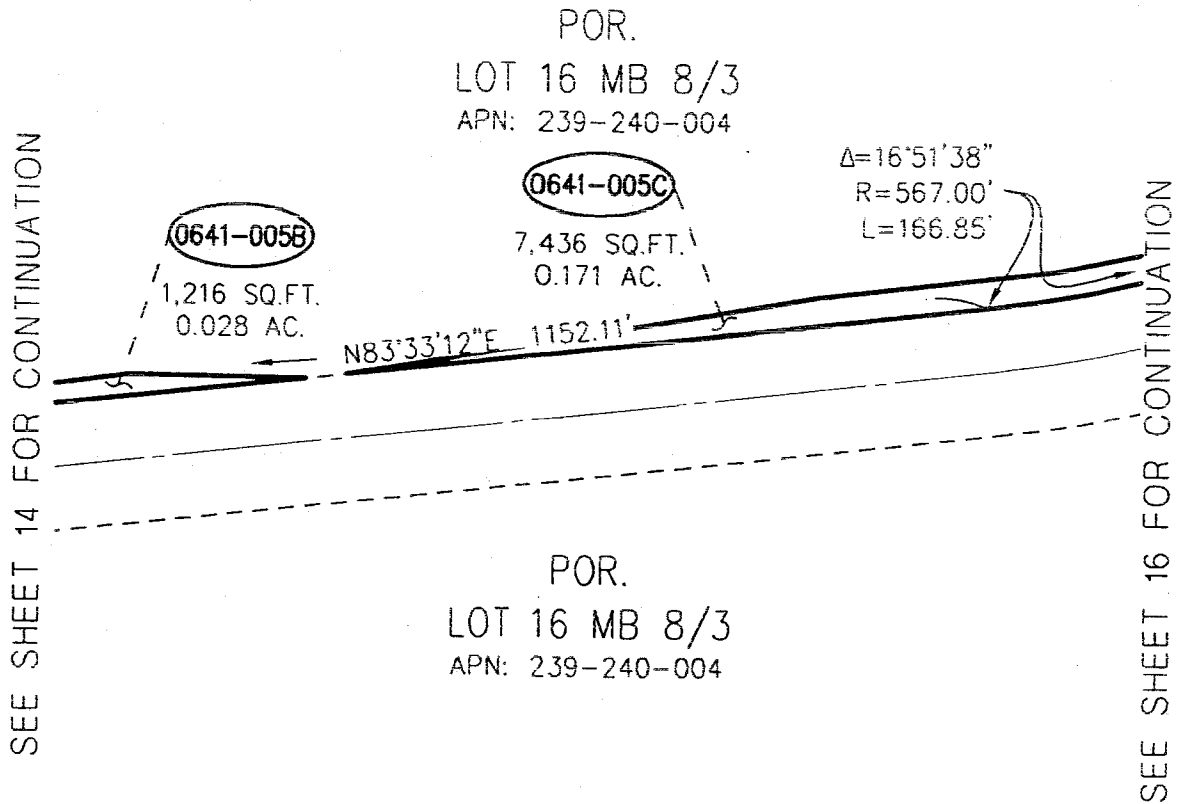 POR.
LOT 16 MB 8/3
APN: 239-240-004
0641-005B
1,216 SQ.FT.
0.028 AC.
0641-005C
7,436 SQ.FT.
0.171 AC.
Δ=16°51'38"
R=567.00'
L=166.85'
N83°33'12"E 1152.11'
POR.
LOT 16 MB 8/3
APN: 239-240-004
SEE SHEET 14 FOR CONTINUATION
SEE SHEET 16 FOR CONTINUATION